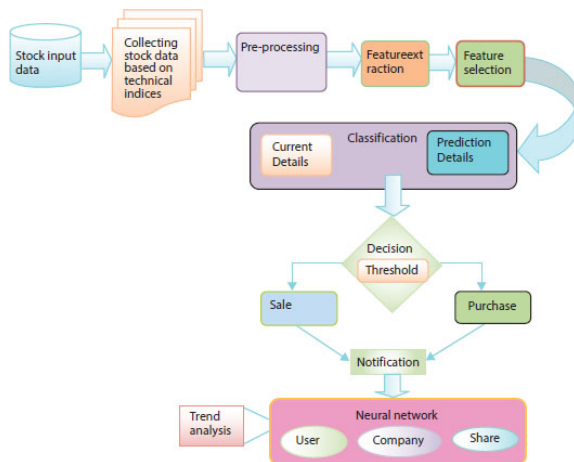 Stock input
data
Collecting
stock data
based on
technical
indices
Pre-processing
Featureext
raction
Feature
selection
Classification
Current
Details
Prediction
Details
Decision
Threshold
Sale
Purchase
Notification
Trend
analysis
Neural network
User
Company
Share